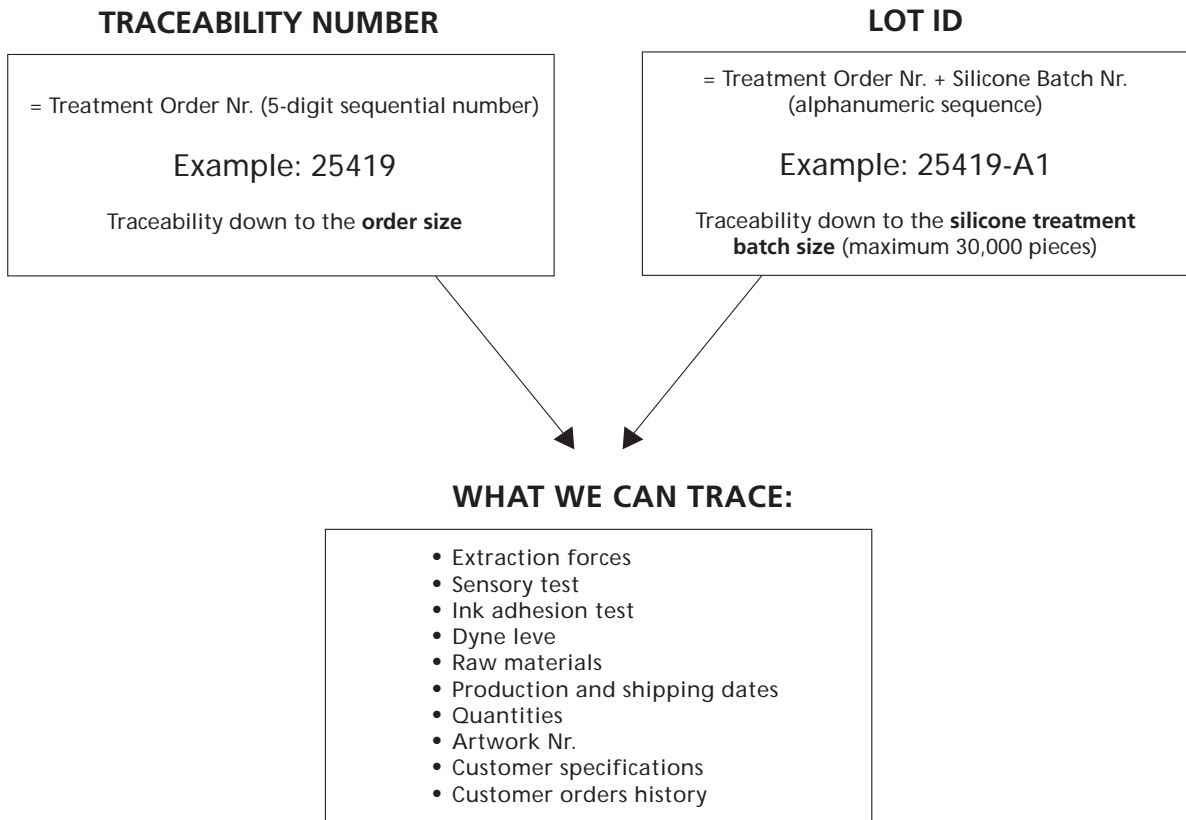 TRACEABILITY NUMBER
= Treatment Order Nr. (5-digit sequential number)
Example: 25419
Traceability down to the order size
LOT ID
= Treatment Order Nr. + Silicone Batch Nr.
(alphanumeric sequence)
Example: 25419-A1
Traceability down to the silicone treatment
batch size (maximum 30,000 pieces)
WHAT WE CAN TRACE:
• Extraction forces
• Sensory test
• Ink adhesion test
• Dyne leve
• Raw materials
• Production and shipping dates
• Quantities
• Artwork Nr.
• Customer specifications
• Customer orders history